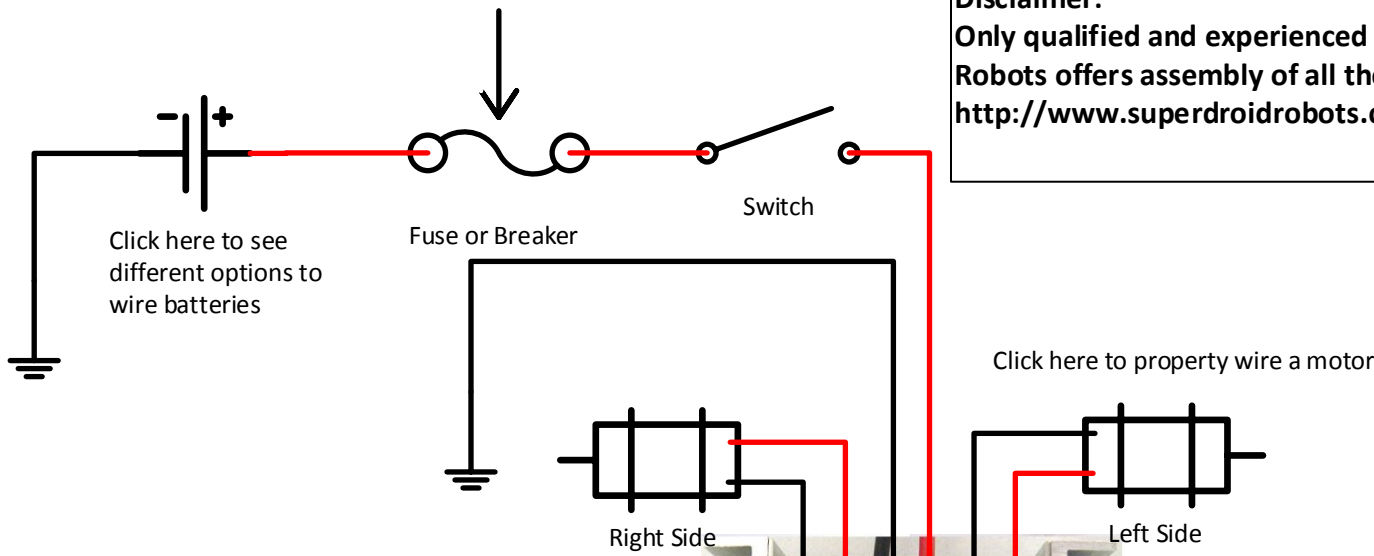 Disclaimer:
Only qualified and experienced
Robots offers assembly of all the
http://www.superdroidrobots.c
- +
Switch
Fuse or Breaker
Click here to see
different options to
wire batteries
Click here to property wire a motor
Right Side
Left Side